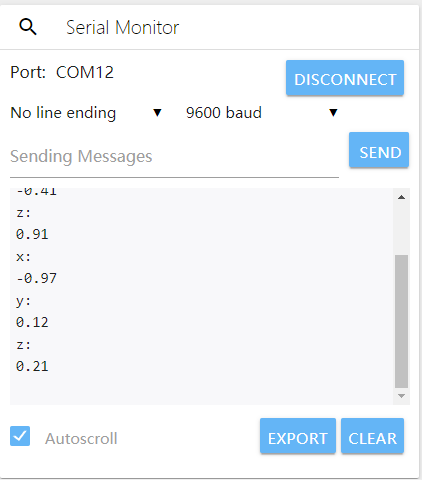 Serial Monitor
Port: COM12
DISCONNECT
No line ending
9600 baud
Sending Messages
SEND
-0.41
z:
0.91
x:
-0.97
y:
0.12
z:
0.21
Autoscroll
EXPORT
CLEAR